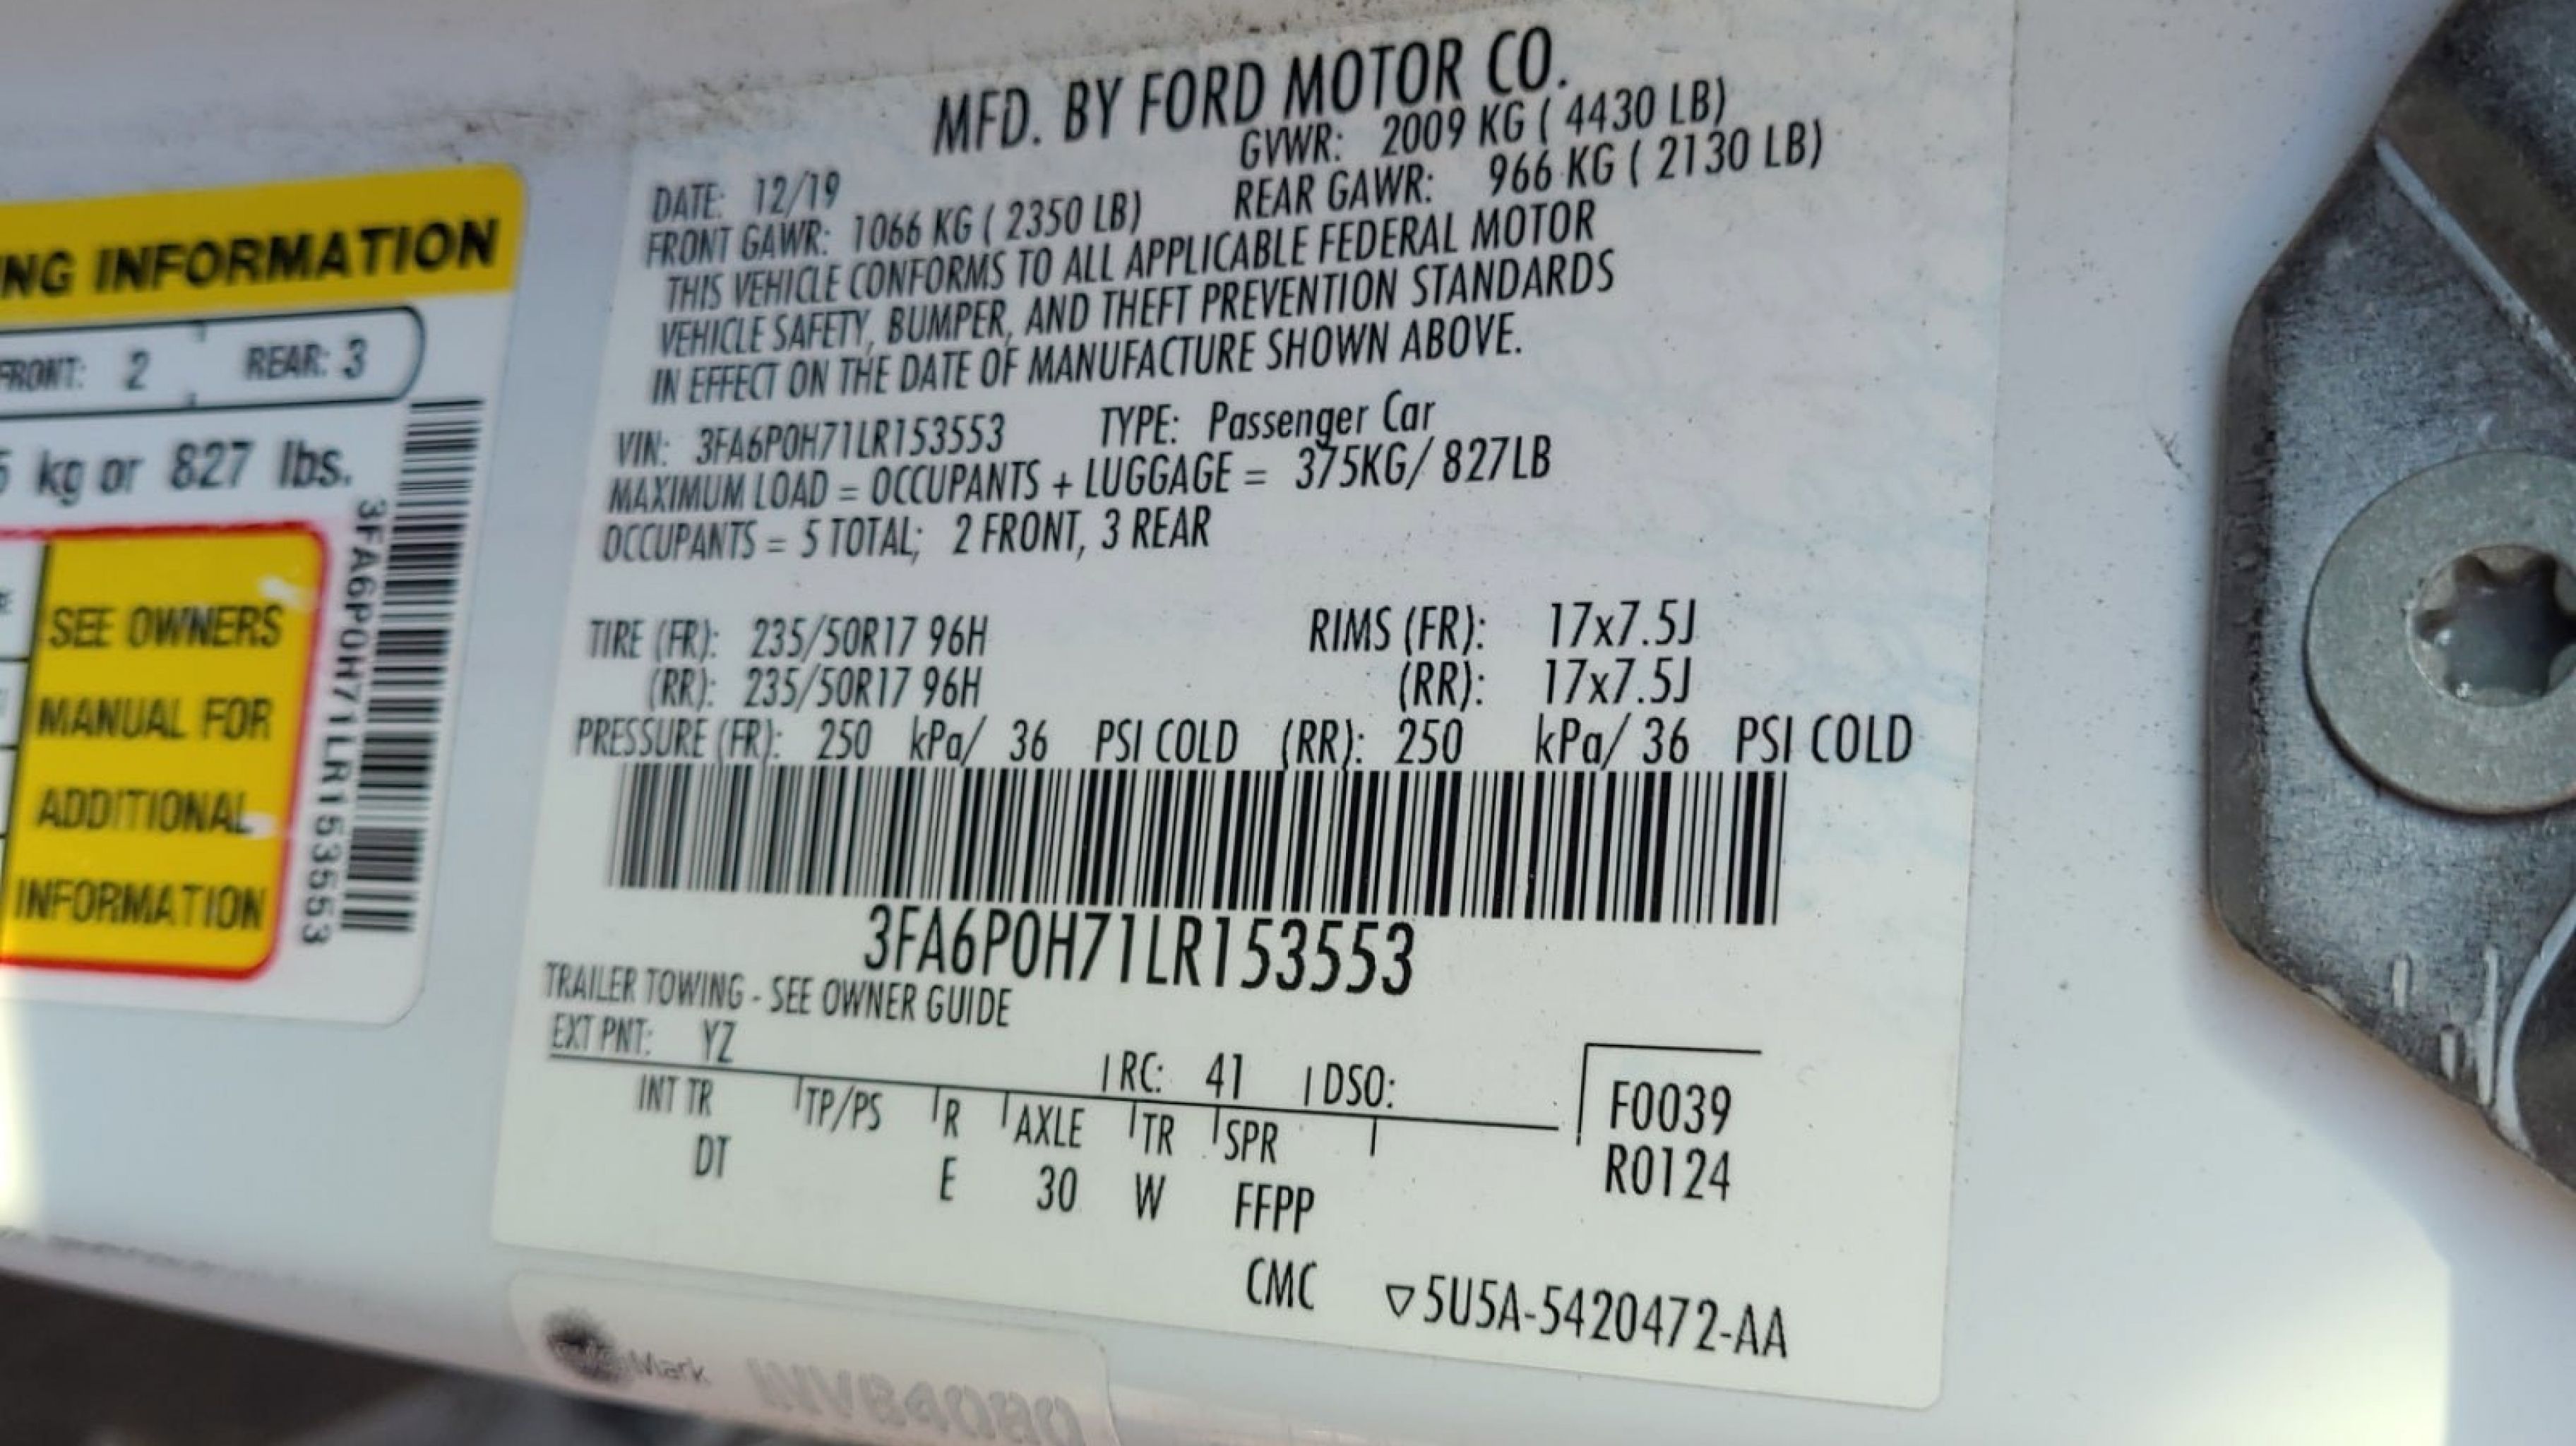 NG INFORMATION
FRONT: 2 REAR: 3
kg or 827 lbs.
SEE OWNERS
MANUAL FOR
ADDITIONAL
INFORMATION
3FA6P0H71LR153553
MFD. BY FORD MOTOR CO.
DATE: 12/19 GVWR: 2009 KG ( 4430 LB)
FRONT GAWR: 1066 KG ( 2350 LB) REAR GAWR: 966 KG ( 2130 LB)
THIS VEHICLE CONFORMS TO ALL APPLICABLE FEDERAL MOTOR
VEHICLE SAFETY, BUMPER, AND THEFT PREVENTION STANDARDS
IN EFFECT ON THE DATE OF MANUFACTURE SHOWN ABOVE.
VIN: 3FA6P0H71LR153553 TYPE: Passenger Car
MAXIMUM LOAD = OCCUPANTS + LUGGAGE = 375KG/ 827LB
OCCUPANTS = 5 TOTAL; 2 FRONT, 3 REAR
TIRE (FR): 235/50R17 96H RIMS (FR): 17x7.5J
(RR): 235/50R17 96H (RR): 17x7.5J
PRESSURE (FR): 250 kPa/ 36 PSI COLD (RR): 250 kPa/ 36 PSI COLD
3FA6P0H71LR153553
TRAILER TOWING - SEE OWNER GUIDE
EXT PNT: YZ RC: 41 DSO:
INT TR TP/PS R AXLE TR SPR F0039
DT E 30 W FFPP R0124
CMC ▽5U5A-5420472-AA
Mark